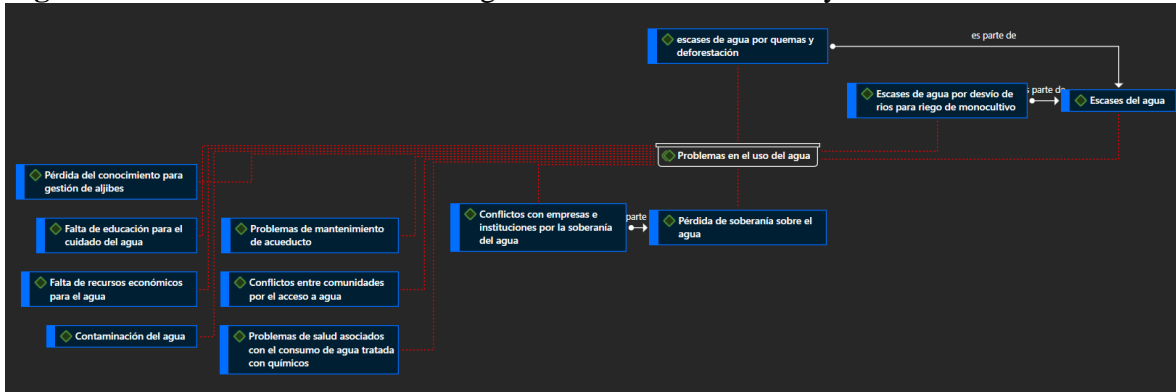 escases de agua por quemas y
deforestación
es parte de
Escases de agua por desvío de
rios para riego de monocultivo
s parte de
Escases del agua
Problemas en el uso del agua
Pérdida del conocimiento para
gestión de aljibes
Conflictos con empresas e
instituciones por la soberanía
del agua
parte
Pérdida de soberanía sobre el
agua
Falta de educación para el
cuidado del agua
Problemas de mantenimiento
de acueducto
Falta de recursos económicos
para el agua
Conflictos entre comunidades
por el acceso a agua
Contaminación del agua
Problemas de salud asociados
con el consumo de agua tratada
con químicos